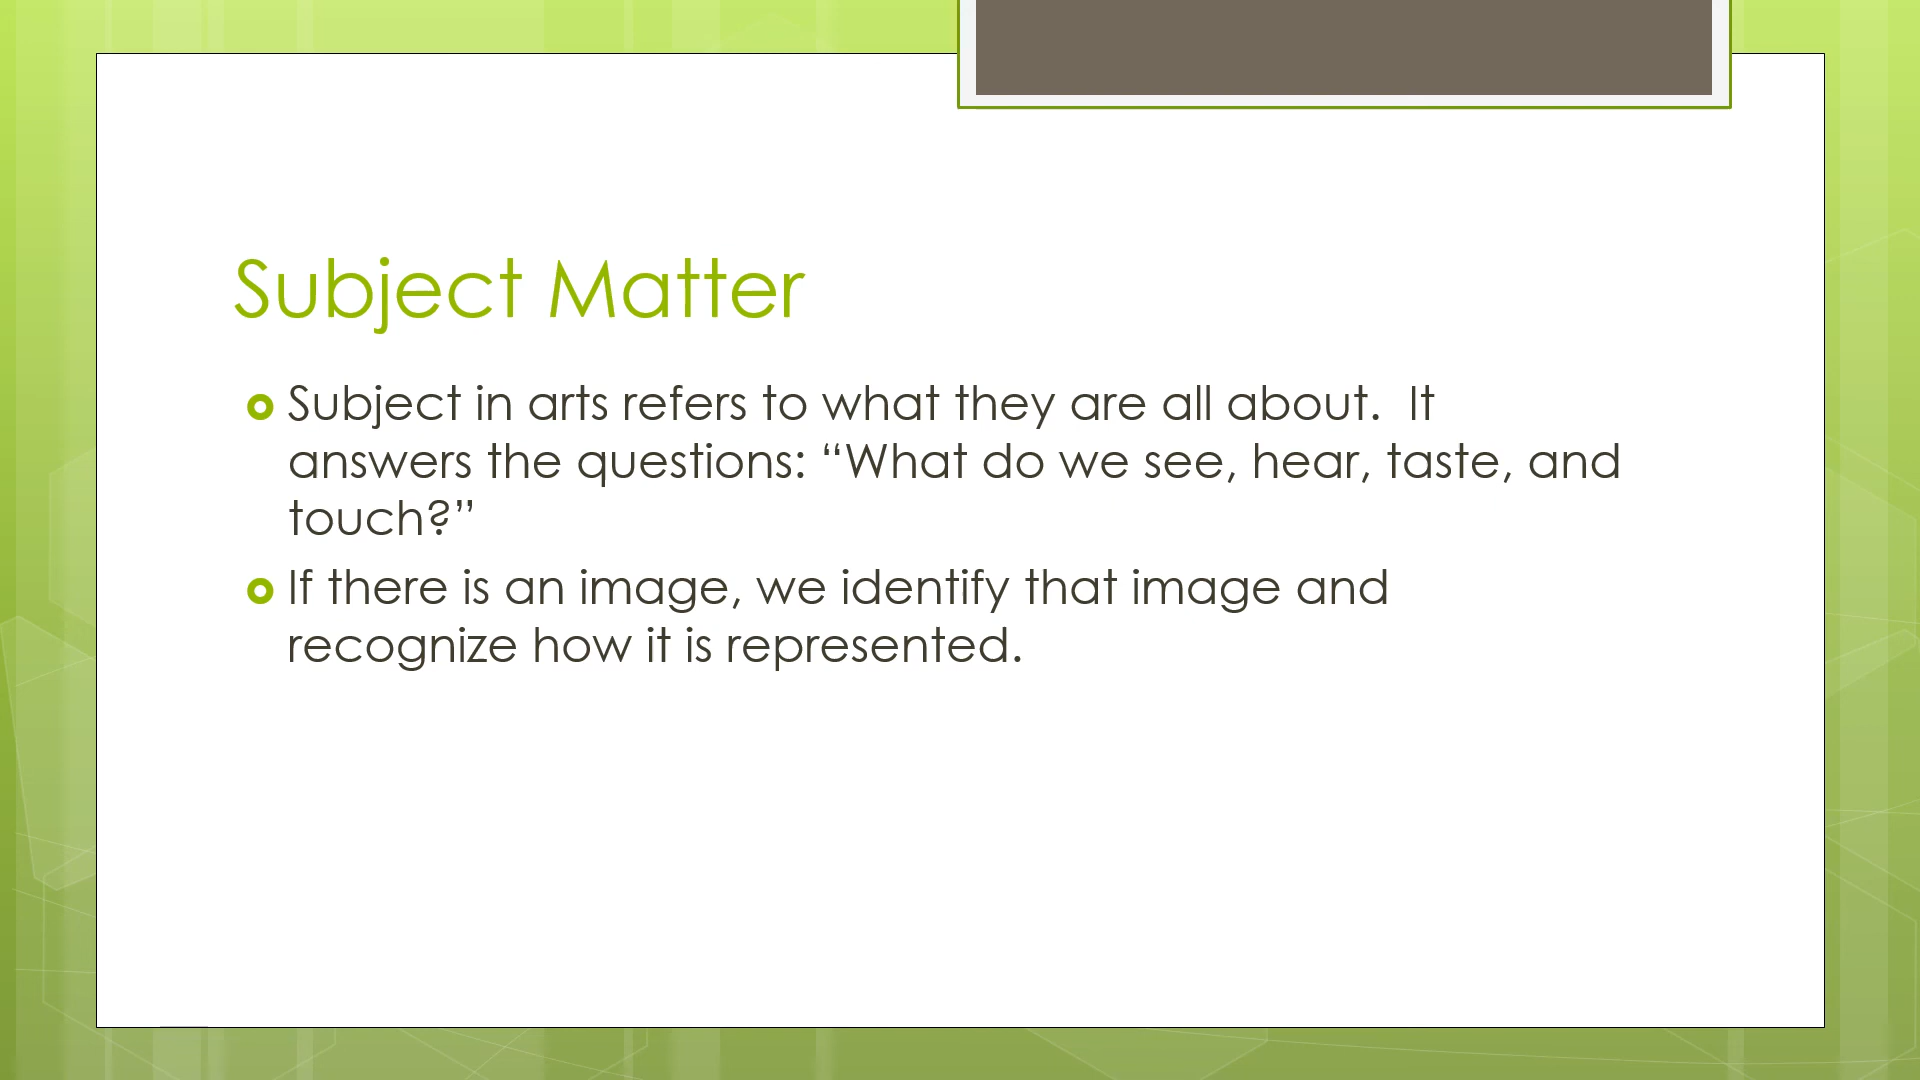 Subject Matter
Subject in arts refers to what they are all about.  It
answers the questions: “What do we see, hear, taste, and
touch?”
If there is an image, we identify that image and
recognize how it is represented.